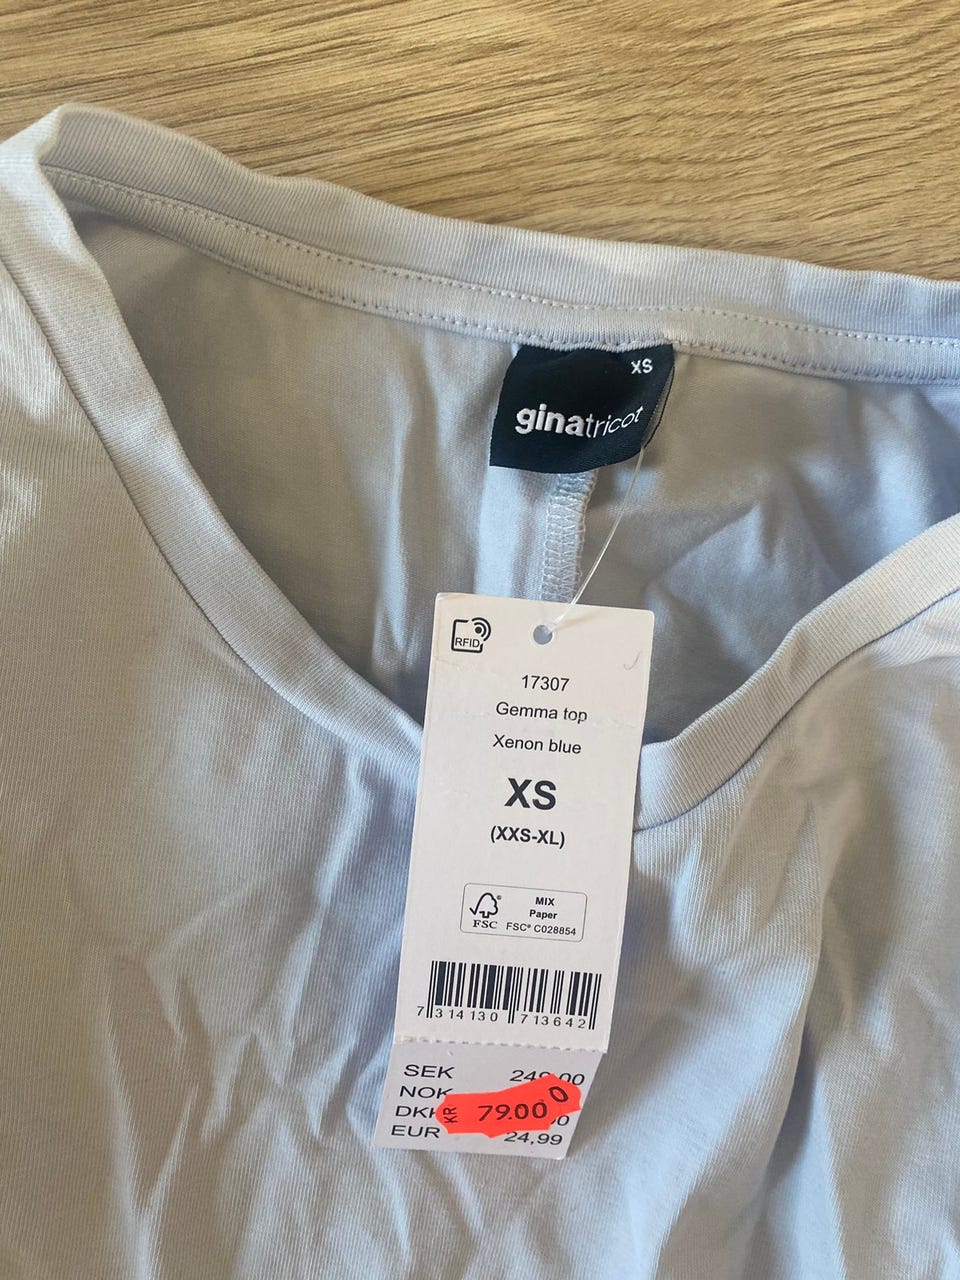 XS
ginatricot
RFID
17307
Gemma top
Xenon blue
XS
(XXS-XL)
FSC®
MIX
Paper
FSC® C028854
7 314130 713642
SEK
NOK
KR 79.00 0
EUR 24,99